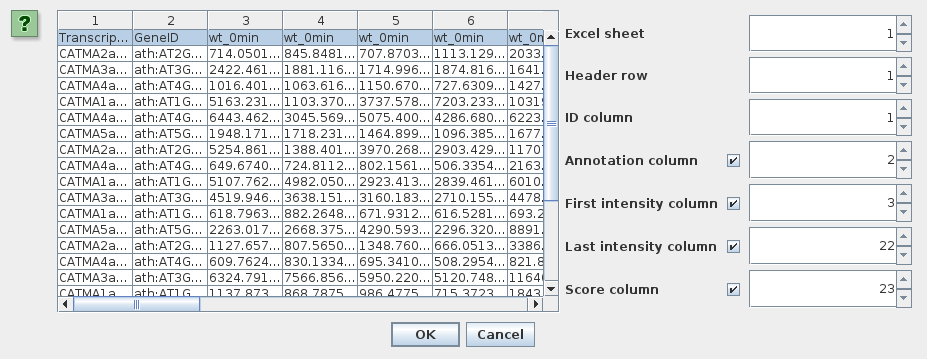 ?
1 2 3 4 5 6
Transcrip... GeneID wt_0min wt_0min wt_0min wt_0min wt_0m
CATMA2a... ath:AT2G... 714.0501... 845.8481... 707.8703... 1113.129... 2033.
CATMA3a... ath:AT3G... 2422.461... 1881.116... 1714.996... 1874.816... 1641.
CATMA4a... ath:AT4G... 1016.401... 1063.616... 1150.670... 727.6309... 1427.
CATMA1a... ath:AT1G... 5163.231... 1103.370... 3737.578... 7203.233... 1031
CATMA4a... ath:AT4G... 6443.462... 3045.569... 5075.400... 4286.680... 6223.
CATMA5a... ath:AT5G... 1948.171... 1718.231... 1464.899... 1096.385... 1677.
CATMA2a... ath:AT2G... 5254.861... 1388.401... 3970.268... 2903.429... 1170
CATMA4a... ath:AT4G... 649.6740... 724.8112... 802.1561... 506.3354... 2163.
CATMA1a... ath:AT1G... 5107.762... 4982.050... 2923.413... 2839.461... 6010.
CATMA3a... ath:AT3G... 4519.946... 3638.151... 3160.183... 2710.155... 4478.
CATMA1a... ath:AT1G... 618.7963... 882.2648... 671.9312... 616.5281... 693.2
CATMA5a... ath:AT5G... 2263.017... 2668.375... 4290.593... 2296.320... 8891.
CATMA2a... ath:AT2G... 1127.657... 807.5650... 1348.760... 666.0513... 3386.
CATMA4a... ath:AT4G... 609.7624... 830.1334... 695.3410... 508.2954... 821.8
CATMA3a... ath:AT3G... 6324.791... 7566.856... 5950.220... 5120.748... 1164
CATMA1a... ath:AT1G... 1137.873... 868.7875... 986.4775... 715.3723... 1843.
Excel sheet 1
Header row 1
ID column 1
Annotation column 2
First intensity column 3
Last intensity column 22
Score column 23
OK Cancel